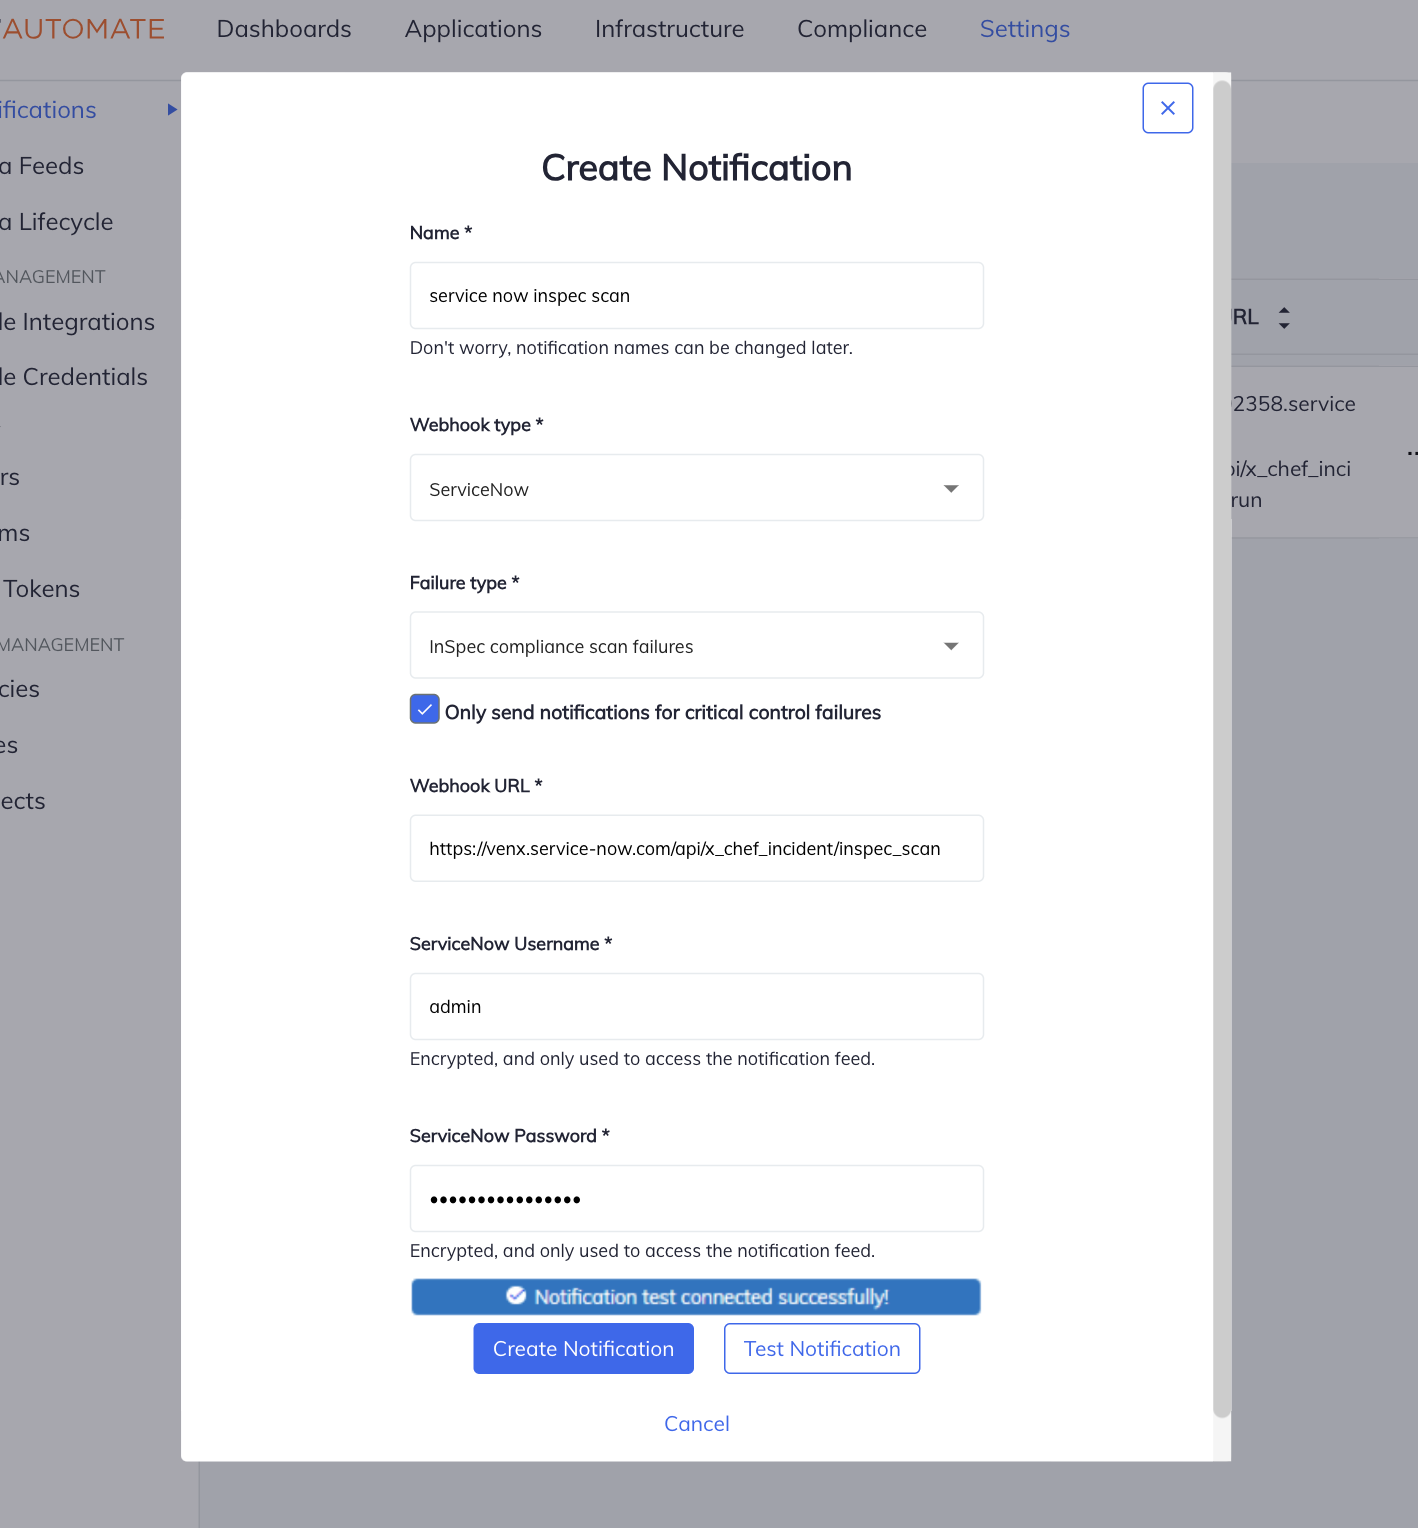 AUTOMATE Dashboards Applications Infrastructure Compliance Settings
ifications
a Feeds
a Lifecycle
ANAGEMENT
le Integrations
le Credentials
rs
ms
Tokens
MANAGEMENT
cies
es
ects
Create Notification
Name *
service now inspec scan
Don't worry, notification names can be changed later.
Webhook type *
ServiceNow
Failure type *
InSpec compliance scan failures
Only send notifications for critical control failures
Webhook URL *
https://venx.service-now.com/api/x_chef_incident/inspec_scan
ServiceNow Username *
admin
Encrypted, and only used to access the notification feed.
ServiceNow Password *
••••••••••••••••
Encrypted, and only used to access the notification feed.
Notification test connected successfully!
Create Notification Test Notification
Cancel
RL
2358.service
pi/x_chef_inci
run